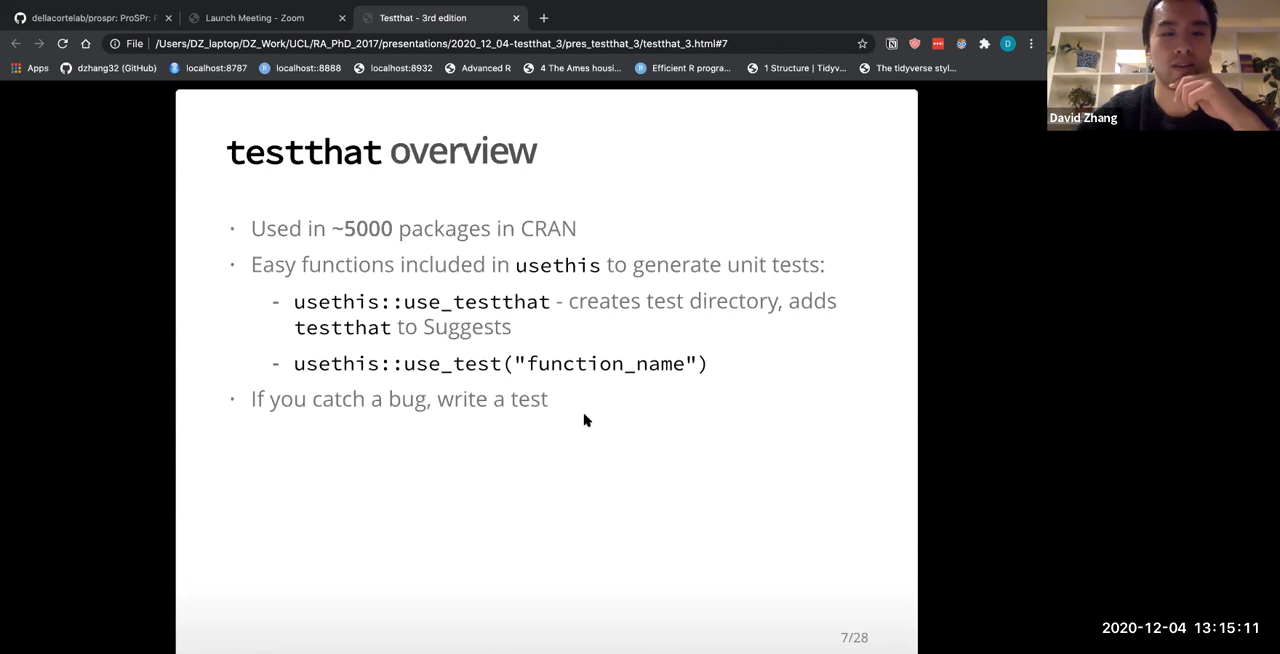 dellacortelab/prospr: ProSPr: P
Launch Meeting - Zoom
Testthat - 3rd edition
File
/Users/DZ_laptop/DZ_Work/UCL/RA_PhD_2017/presentations/2020_12_04-testthat_3/pres_testthat_3/testthat_3.html#7
D
Apps
dzhang32 (GitHub)
localhost:8787
localhost::8888
localhost:8932
Advanced R
4 The Ames housi...
Efficient R progra...
1 Structure | Tidyv...
The tidyverse styl...
David Zhang
testthat overview
· Used in ~5000 packages in CRAN
· Easy functions included in usethis to generate unit tests:
- usethis::use_testthat - creates test directory, adds
testthat to Suggests
- usethis::use_test("function_name")
· If you catch a bug, write a test
7/28
2020-12-04 13:15:11